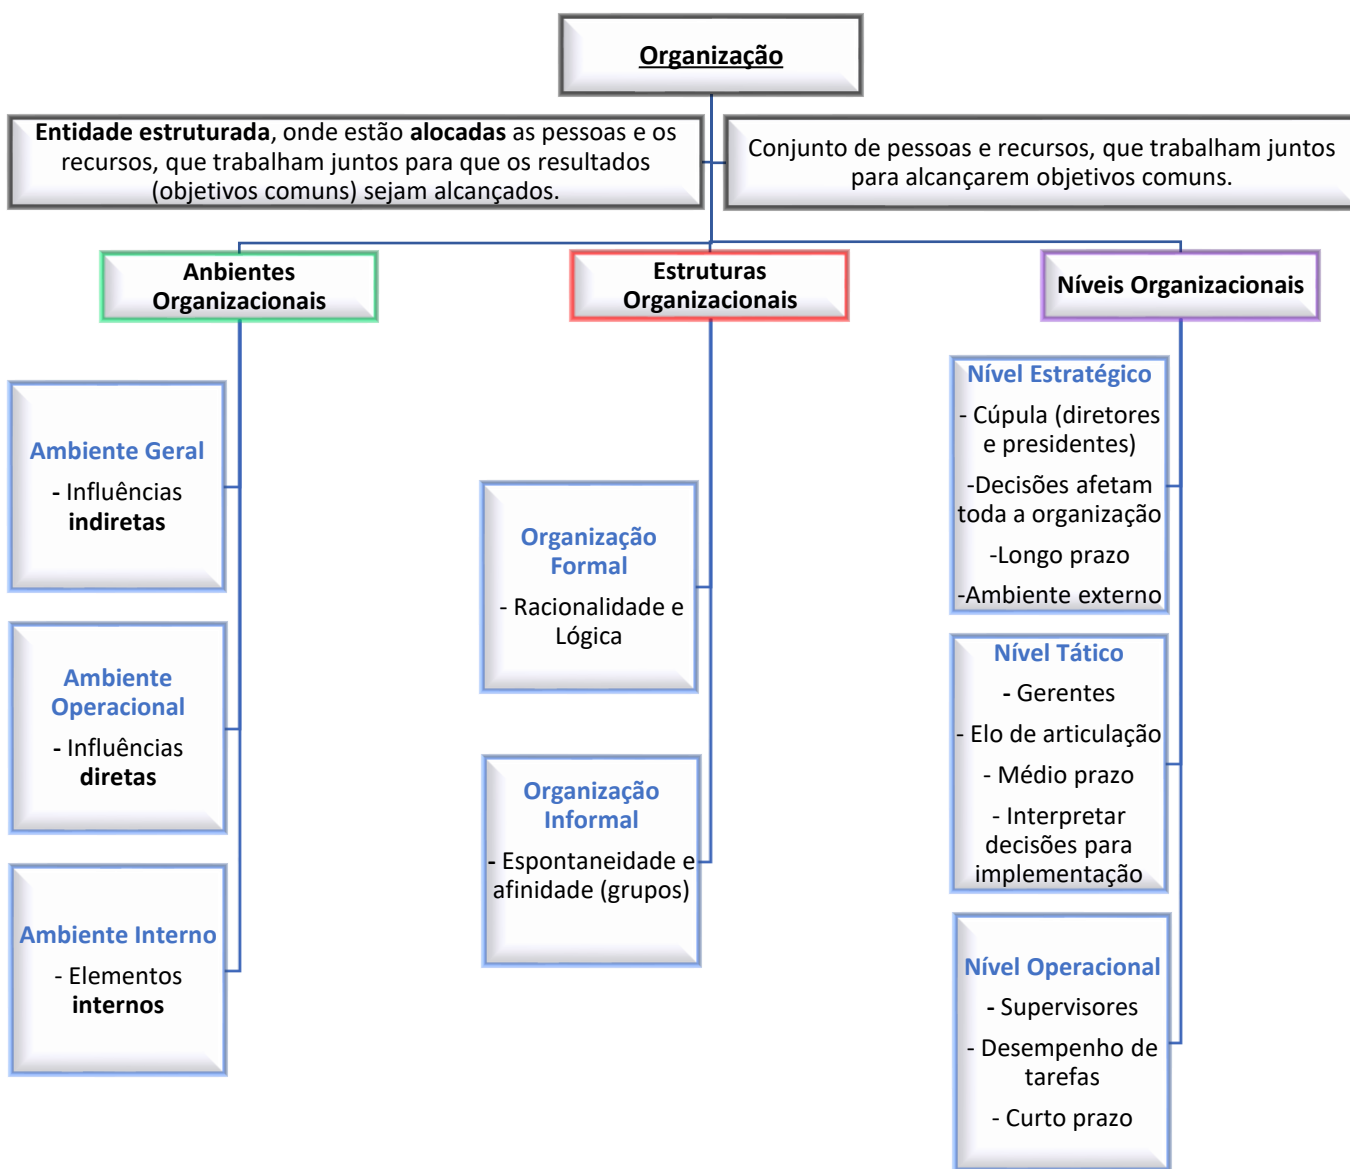 Organização
Entidade estruturada, onde estão alocadas as pessoas e os
recursos, que trabalham juntos para que os resultados
(objetivos comuns) sejam alcançados.
Conjunto de pessoas e recursos, que trabalham juntos
para alcançarem objetivos comuns.
Anbientes
Organizacionais
Ambiente Geral
- Influências
indiretas
Ambiente
Operacional
- Influências
diretas
Ambiente Interno
- Elementos
internos
Estruturas
Organizacionais
Organização
Formal
- Racionalidade e
Lógica
Organização
Informal
- Espontaneidade e
afinidade (grupos)
Níveis Organizacionais
Nível Estratégico
- Cúpula (diretores
e presidentes)
-Decisões afetam
toda a organização
-Longo prazo
-Ambiente externo
Nível Tático
- Gerentes
- Elo de articulação
- Médio prazo
- Interpretar
decisões para
implementação
Nível Operacional
- Supervisores
- Desempenho de
tarefas
- Curto prazo